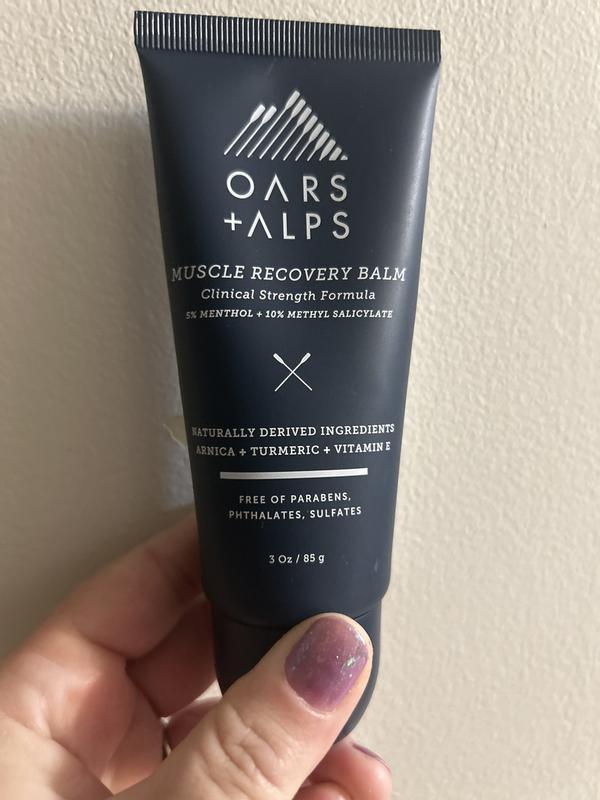 OARS
+ALPS
MUSCLE RECOVERY BALM
Clinical Strength Formula
5% MENTHOL + 10% METHYL SALICYLATE
NATURALLY DERIVED INGREDIENTS
ARNICA + TURMERIC + VITAMIN E
FREE OF PARABENS,
PHTHALATES, SULFATES
3 Oz / 85 g